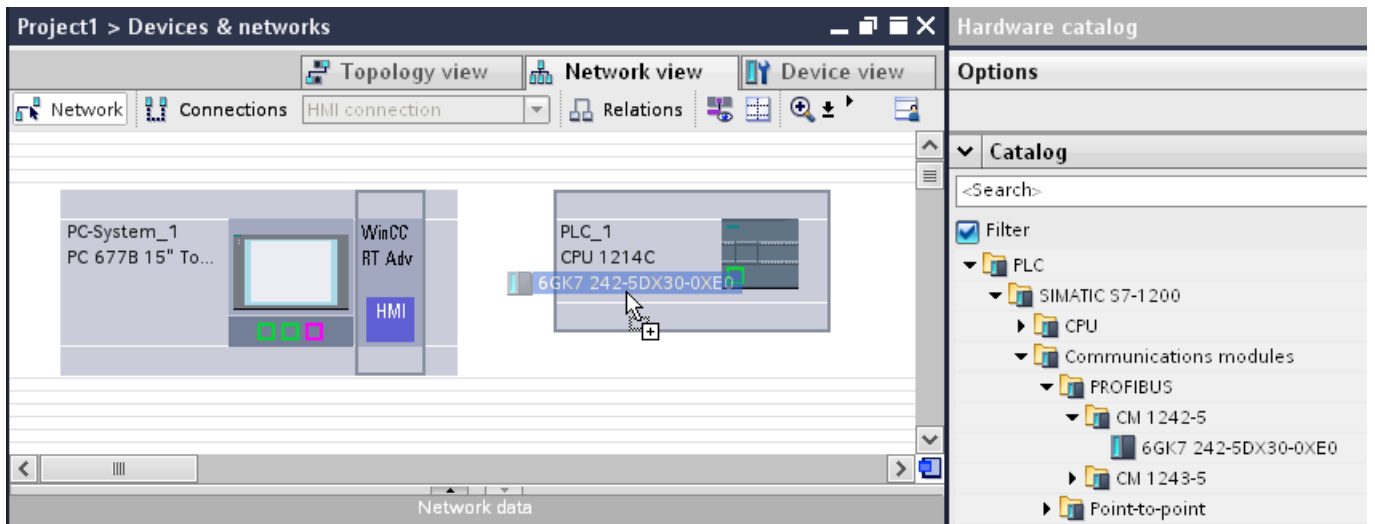 Project1 > Devices & networks
Topology view
Network view
Device view
Network
Connections
HMI connection
Relations
PC-System_1
PC 677B 15" To...
WinCC
RT Adv
HMI
PLC_1
CPU 1214C
6GK7 242-5DX30-0XE0
Network data
Hardware catalog
Options
Catalog
<Search>
Filter
PLC
SIMATIC S7-1200
CPU
Communications modules
PROFIBUS
CM 1242-5
6GK7 242-5DX30-0XE0
CM 1243-5
Point-to-point